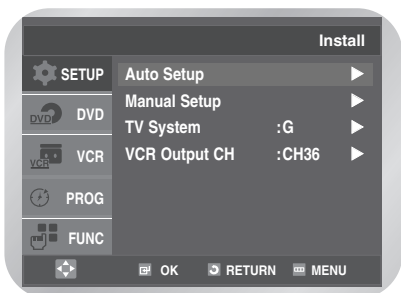 Install
SETUP
DVD
DVD
VCR
VCR
PROG
FUNC
Auto Setup
Manual Setup
TV System :G
VCR Output CH :CH36
OK RETURN MENU